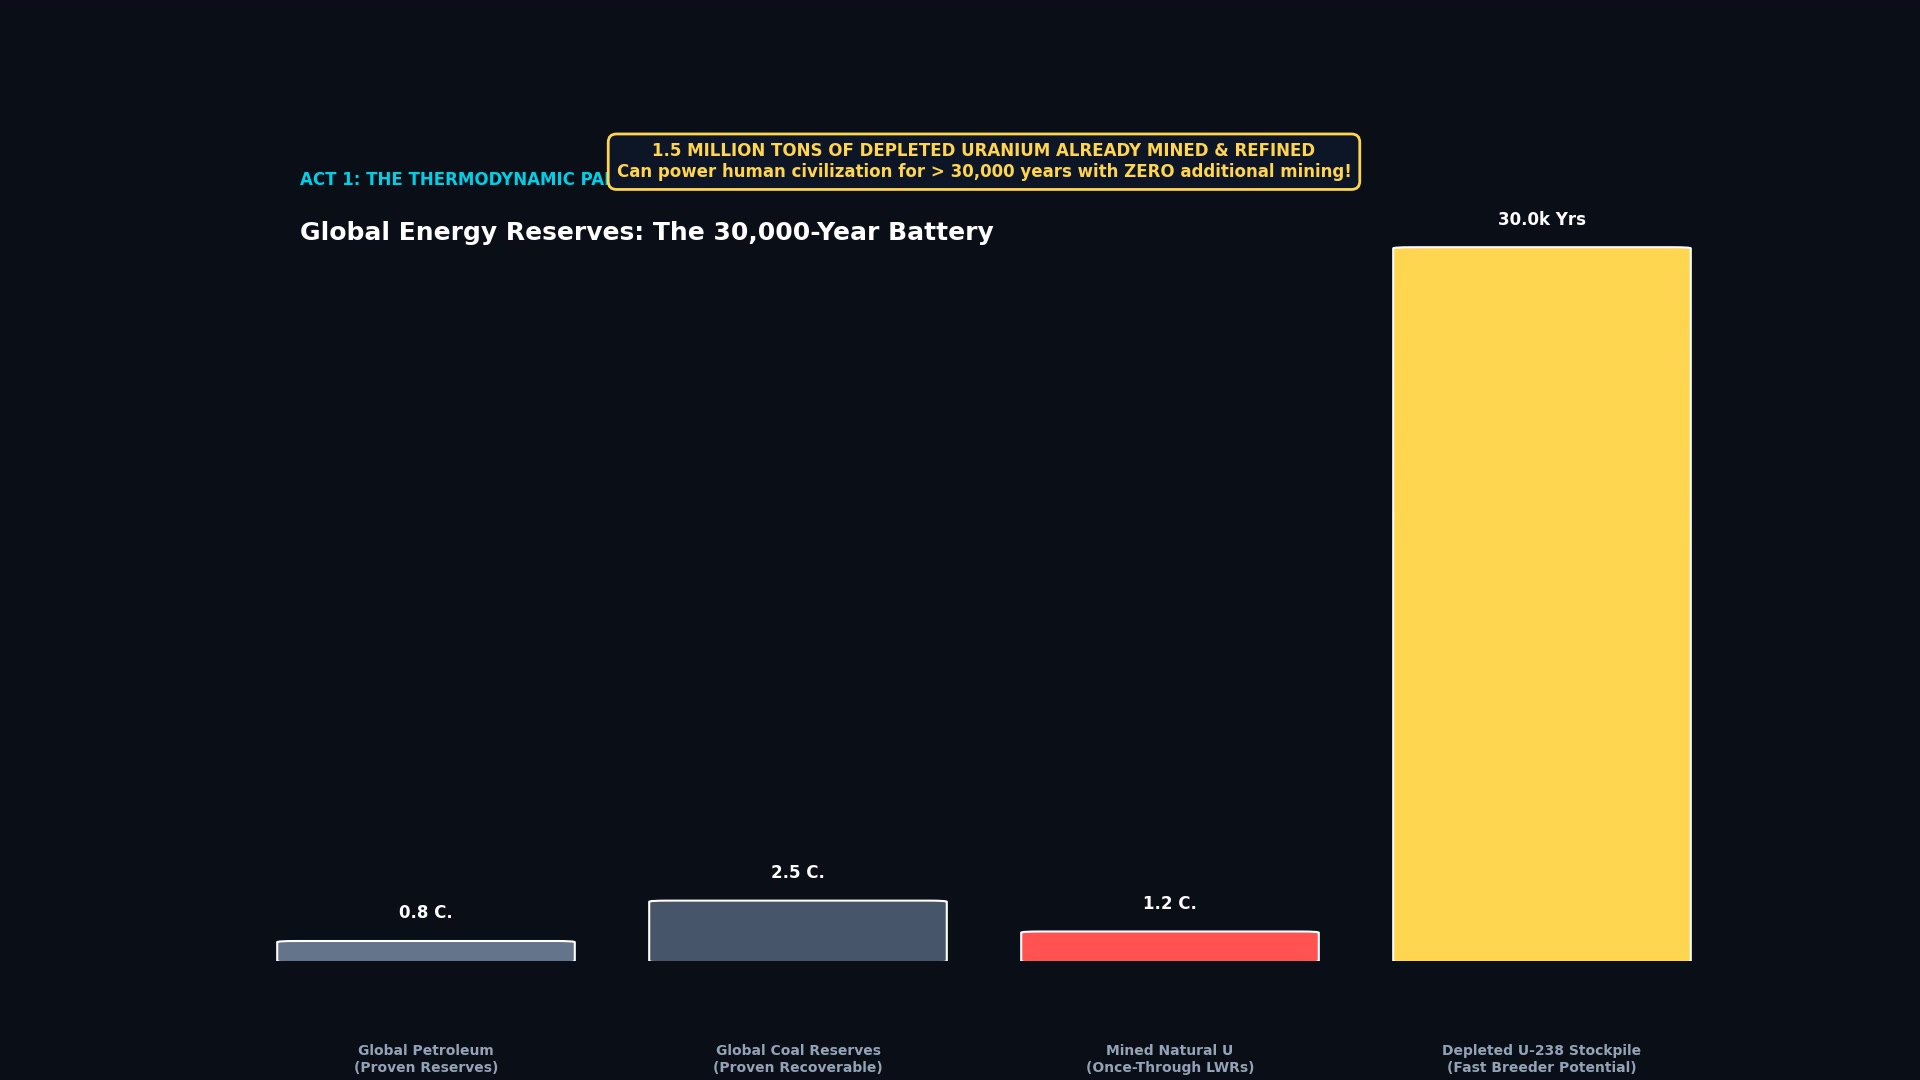 1.5 MILLION TONS OF DEPLETED URANIUM ALREADY MINED & REFINED
Can power human civilization for > 30,000 years with ZERO additional mining!
ACT 1: THE THERMODYNAMIC
Global Energy Reserves: The 30,000-Year Battery
30.0k Yrs
2.5 C.
1.2 C.
0.8 C.
Global Petroleum
(Proven Reserves)
Global Coal Reserves
(Proven Recoverable)
Mined Natural U
(Once-Through LWRs)
Depleted U-238 Stockpile
(Fast Breeder Potential)